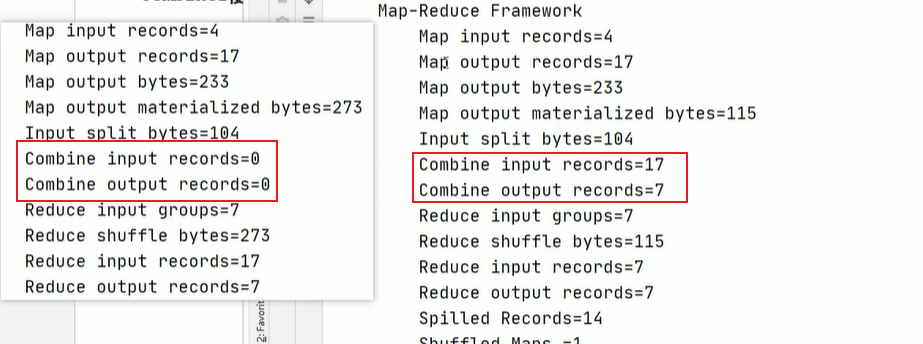 Map input records=4
Map output records=17
Map output bytes=233
Map output materialized bytes=273
Input split bytes=104
Combine input records=0
Combine output records=0
Reduce input groups=7
Reduce shuffle bytes=273
Reduce input records=17
Reduce output records=7
2: Favorit
Map-Reduce Framework
Map input records=4
Map output records=17
Map output bytes=233
Map output materialized bytes=115
Input split bytes=104
Combine input records=17
Combine output records=7
Reduce input groups=7
Reduce shuffle bytes=115
Reduce input records=7
Reduce output records=7
Spilled Records=14
Shuffled Maps =1